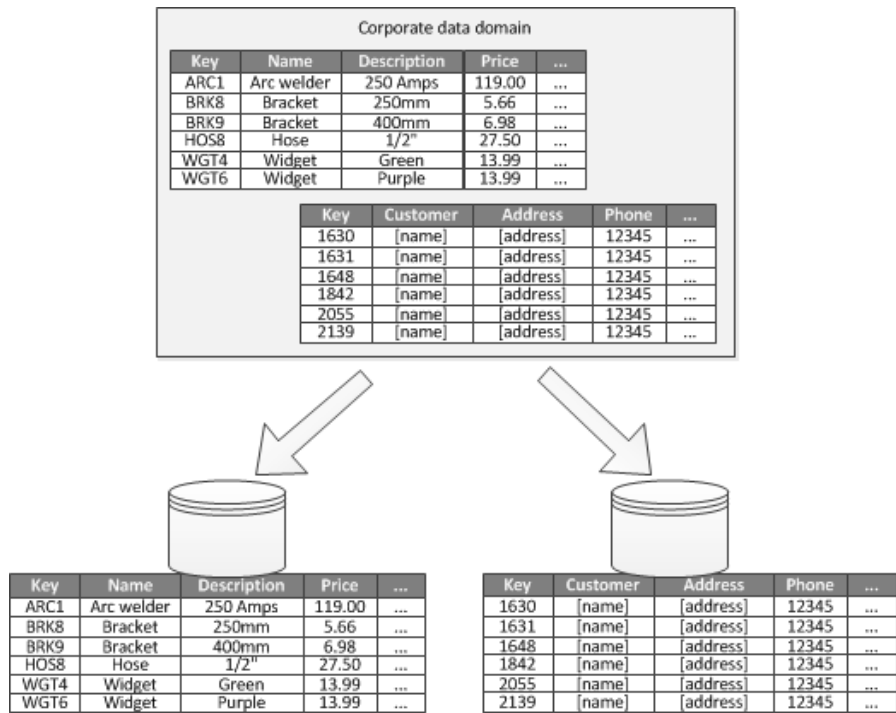 Corporate data domain
Key Name Description Price ...
ARC1 Arc welder 250 Amps 119.00 ...
BRK8 Bracket 250mm 5.66 ...
BRK9 Bracket 400mm 6.98 ...
HOS8 Hose 1/2" 27.50 ...
WGT4 Widget Green 13.99 ...
WGT6 Widget Purple 13.99 ...
Key Customer Address Phone ...
1630 [name] [address] 12345 ...
1631 [name] [address] 12345 ...
1648 [name] [address] 12345 ...
1842 [name] [address] 12345 ...
2055 [name] [address] 12345 ...
2139 [name] [address] 12345 ...
Key Name Description Price ...
ARC1 Arc welder 250 Amps 119.00 ...
BRK8 Bracket 250mm 5.66 ...
BRK9 Bracket 400mm 6.98 ...
HOS8 Hose 1/2" 27.50 ...
WGT4 Widget Green 13.99 ...
WGT6 Widget Purple 13.99 ...
Key Customer Address Phone ...
1630 [name] [address] 12345 ...
1631 [name] [address] 12345 ...
1648 [name] [address] 12345 ...
1842 [name] [address] 12345 ...
2055 [name] [address] 12345 ...
2139 [name] [address] 12345 ...